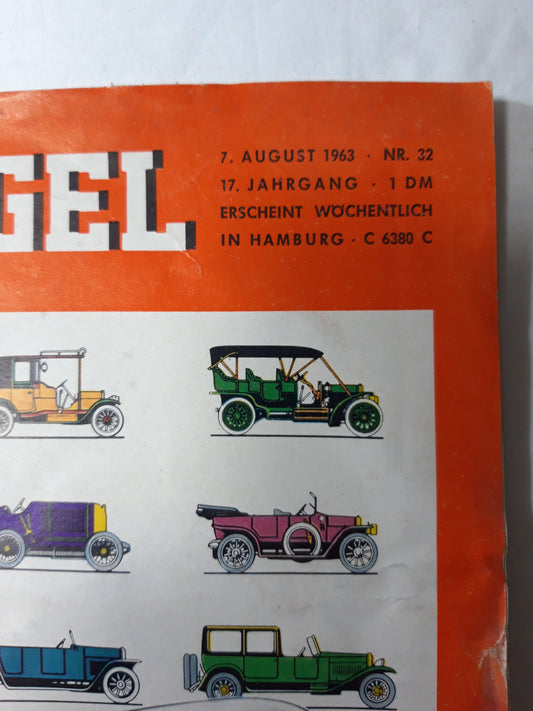 GEL
7. AUGUST 1963 · NR. 32
17. JAHRGANG · 1 DM
ERSCHEINT WÖCHENTLICH
IN HAMBURG · C 6380 C